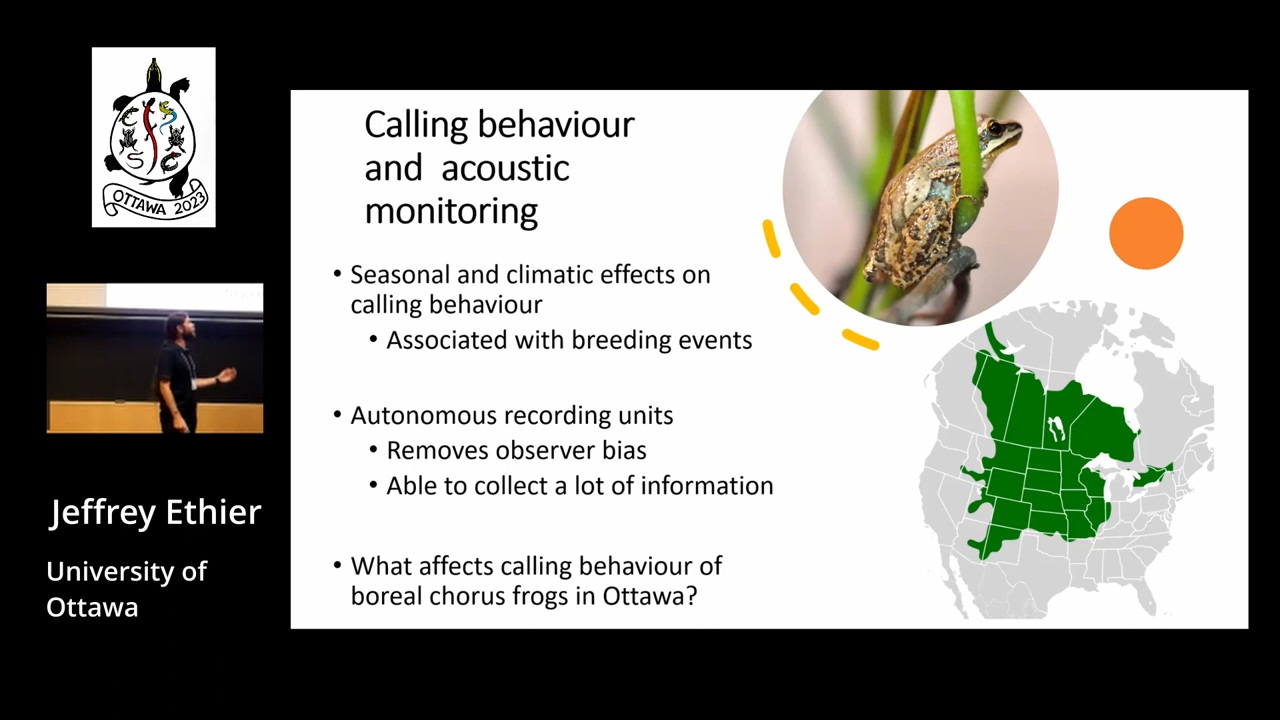 C
S
C
OTTAWA 2023
Jeffrey Ethier
University of
Ottawa
Calling behaviour
and acoustic
monitoring
• Seasonal and climatic effects on
calling behaviour
• Associated with breeding events
• Autonomous recording units
• Removes observer bias
• Able to collect a lot of information
• What affects calling behaviour of
boreal chorus frogs in Ottawa?